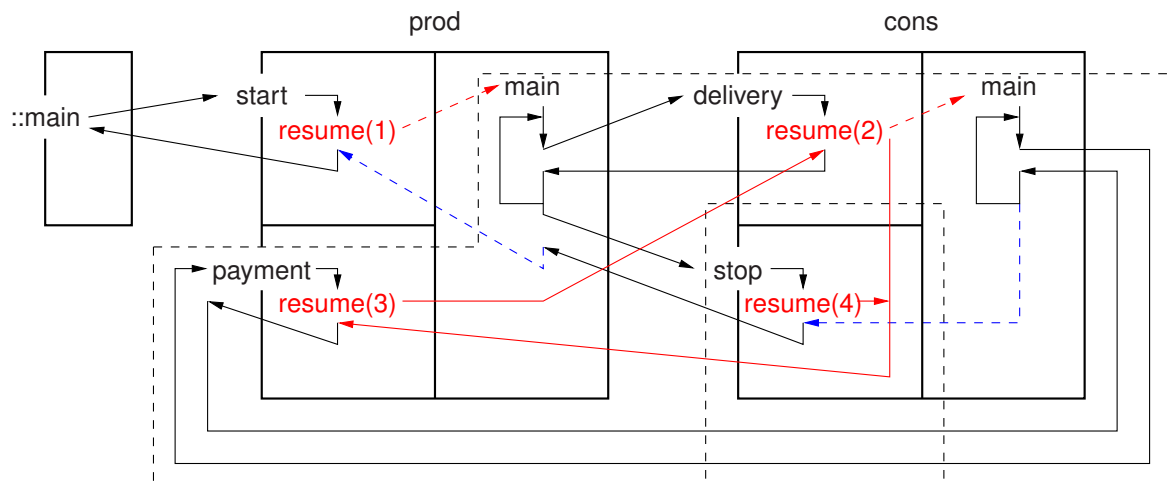 prod
cons
main
main
start
delivery
::main
resume(1)
resume(2)
payment
stop
resume(3)
resume(4)